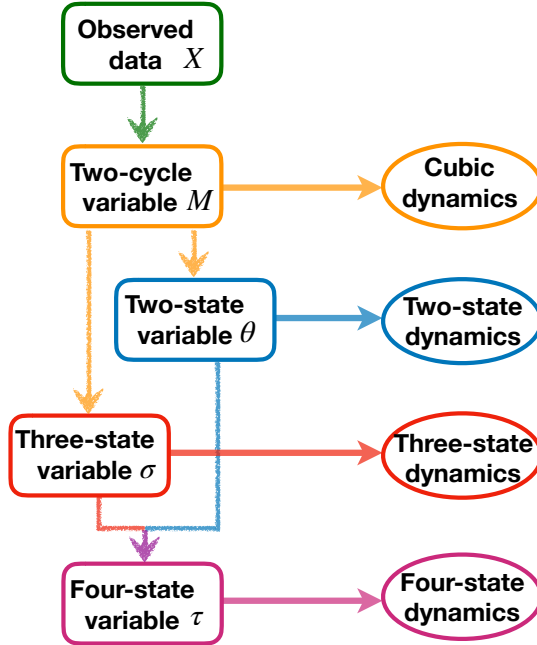 Observed
data X
Two-cycle
variable M
Cubic
dynamics
Two-state
variable θ
Two-state
dynamics
Three-state
variable σ
Three-state
dynamics
Four-state
variable τ
Four-state
dynamics